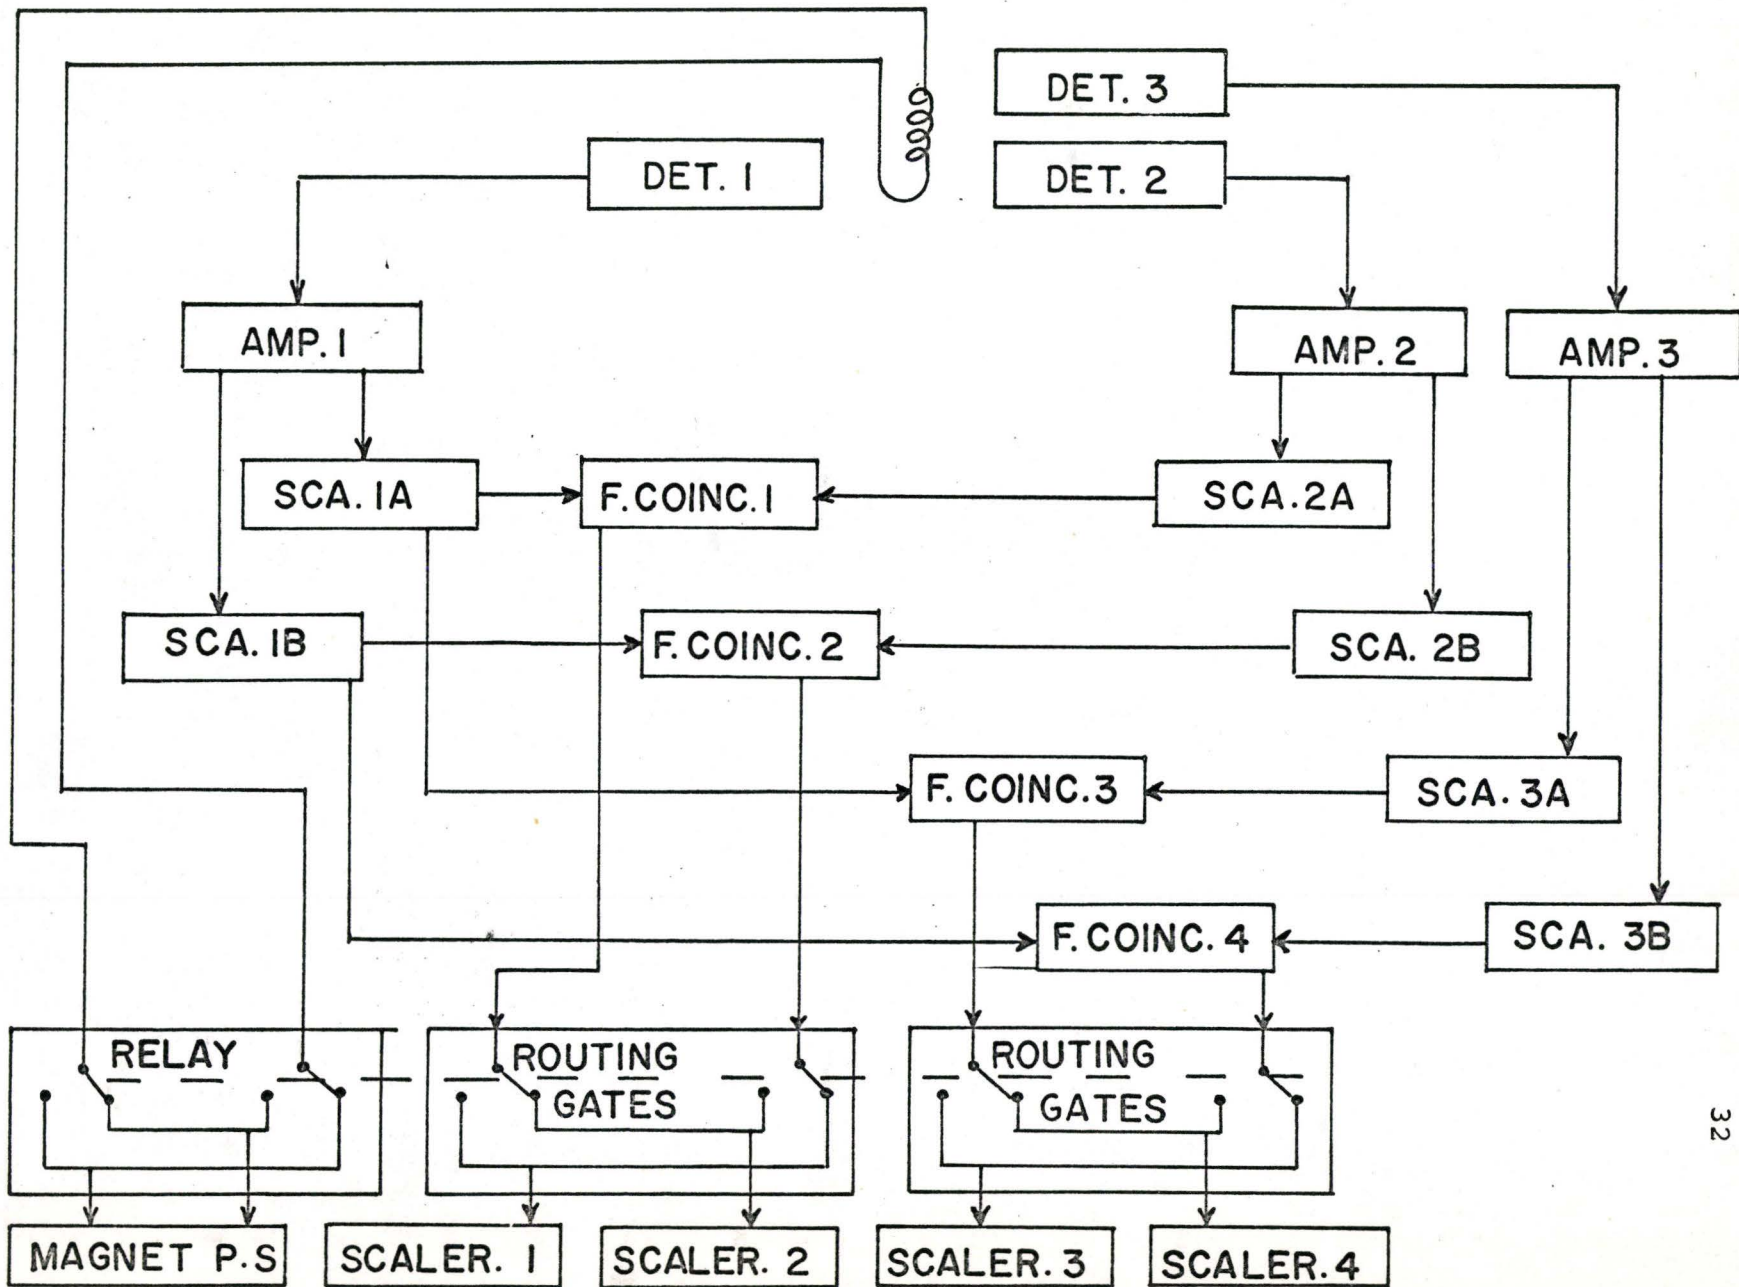 DET. 3
DET. 1
DET. 2
AMP. 1
AMP. 2
AMP. 3
SCA. 1A
F. COINC. 1
SCA. 2A
SCA. 1B
F. COINC. 2
SCA. 2B
F. COINC. 3
SCA. 3A
F. COINC. 4
SCA. 3B
RELAY
ROUTING
GATES
ROUTING
GATES
MAGNET P.S
SCALER. 1
SCALER. 2
SCALER. 3
SCALER. 4
32